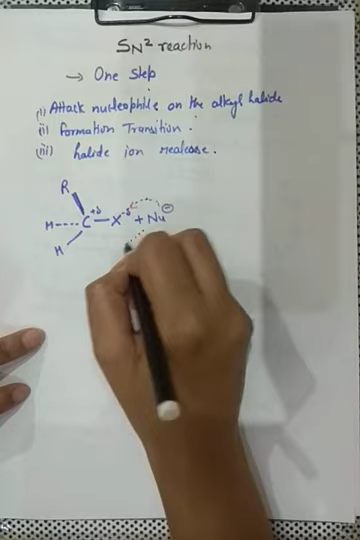 SN2 reaction
→ One Step
(i) Attack nucleophile on the alkyl halide
(ii) Formation Transition.
(iii) halide ion realease.
R
H----C+δ—X-δ + Nu⊖
H